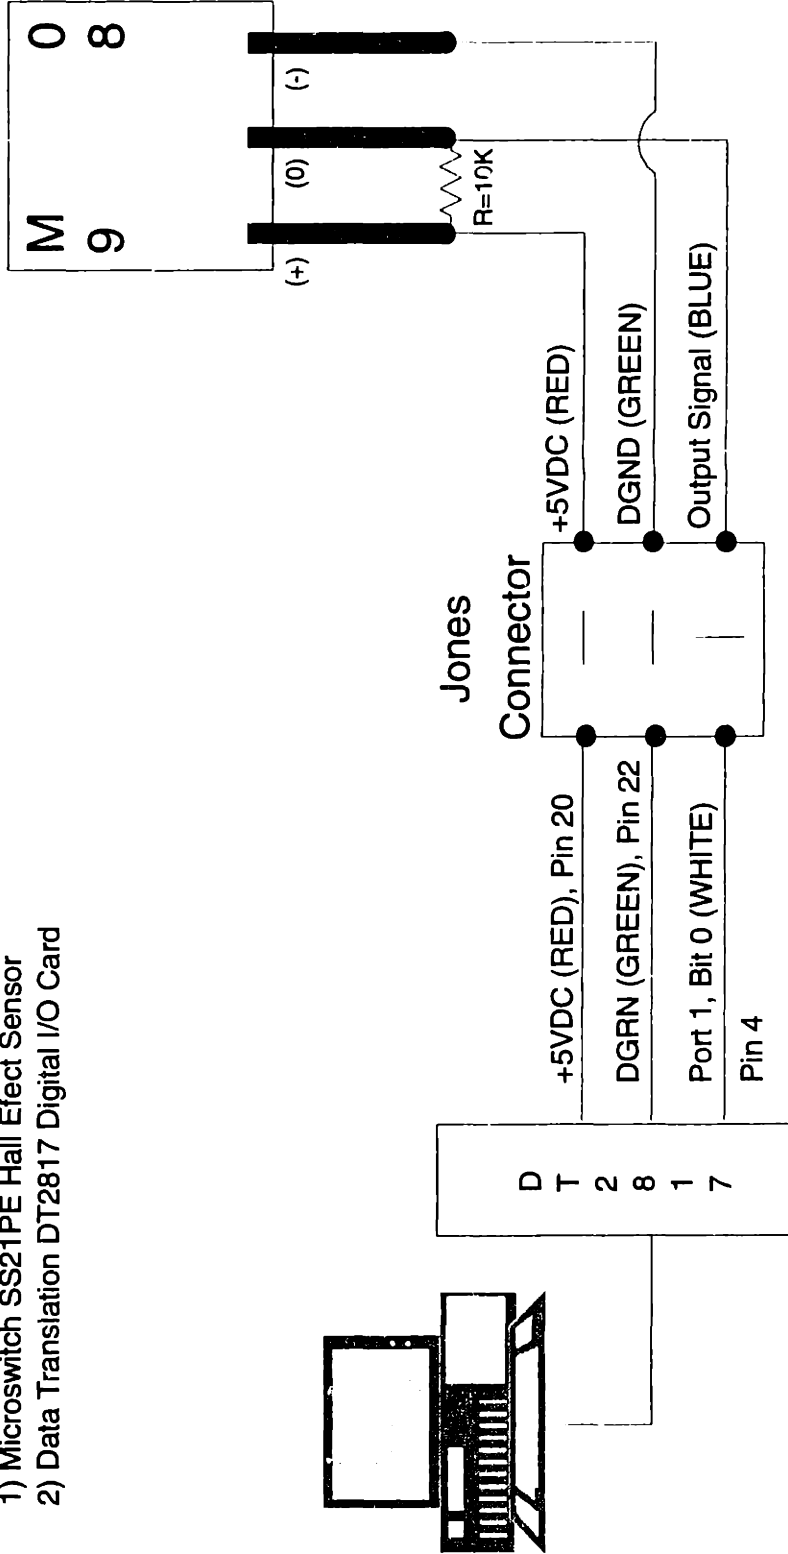 1) Microswitch SS21PE Hall Efect Sensor
2) Data Translation DT2817 Digital I/O Card
M 0
9 8
(+) (0) (-)
R=10K
Jones
Connector
+5VDC (RED), Pin 20
+5VDC (RED)
DGRN (GREEN), Pin 22
DGND (GREEN)
Port 1, Bit 0 (WHITE)
Output Signal (BLUE)
Pin 4
D
T
2
8
1
7